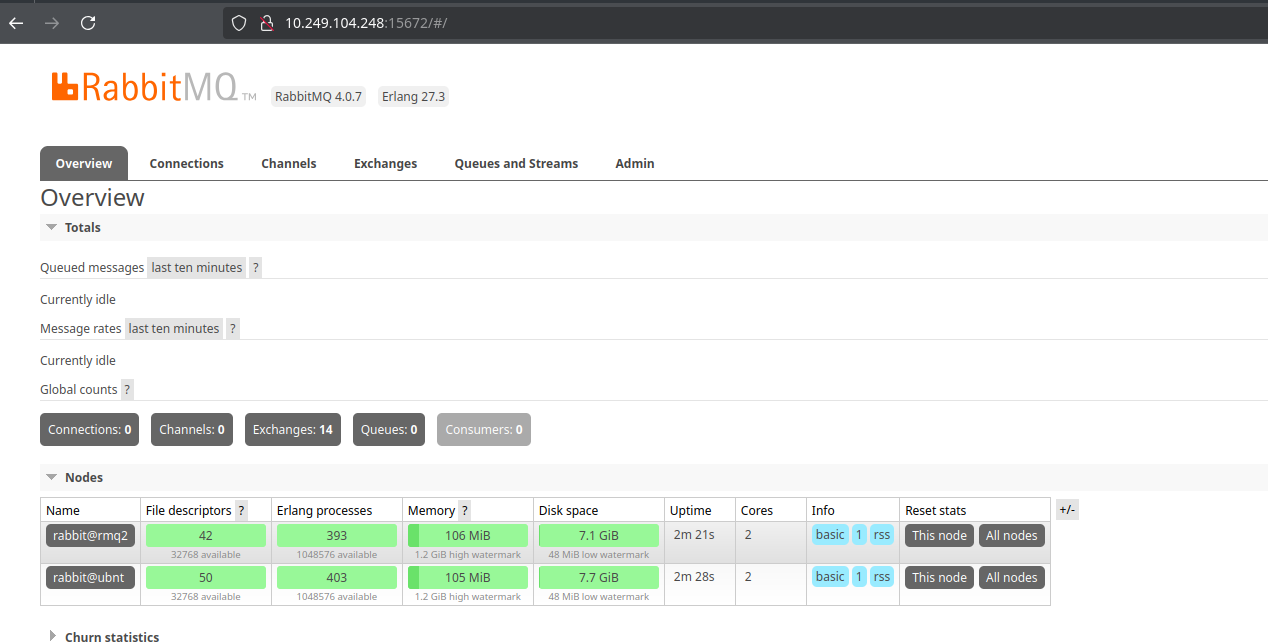 10.249.104.248:15672/#/
RabbitMQ TM RabbitMQ 4.0.7 Erlang 27.3
Overview Connections Channels Exchanges Queues and Streams Admin
Overview
Totals
Queued messages last ten minutes ?
Currently idle
Message rates last ten minutes ?
Currently idle
Global counts ?
Connections: 0 Channels: 0 Exchanges: 14 Queues: 0 Consumers: 0
Nodes
Name File descriptors ? Erlang processes Memory ? Disk space Uptime Cores Info Reset stats +/-
rabbit@rmq2 42 393 106 MiB 7.1 GiB 2m 21s 2 basic 1 rss This node All nodes
32768 available 1048576 available 1.2 GiB high watermark 48 MiB low watermark
rabbit@ubnt 50 403 105 MiB 7.7 GiB 2m 28s 2 basic 1 rss This node All nodes
32768 available 1048576 available 1.2 GiB high watermark 48 MiB low watermark
Churn statistics